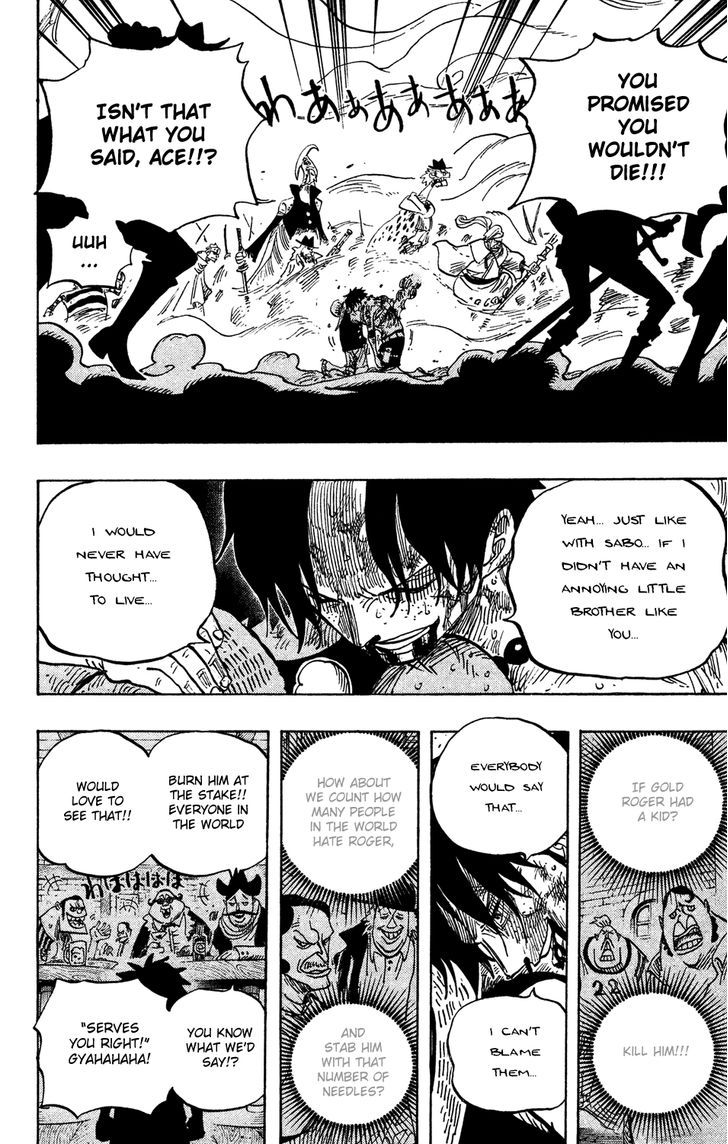 YOU
PROMISED
YOU
WOULDN'T
DIE!!!
わあああああああ
ISN'T THAT
WHAT YOU
SAID, ACE!!?
UUH
...
YEAH... JUST LIKE
WITH SABO... IF I
DIDN'T HAVE AN
ANNOYING LITTLE
BROTHER LIKE
YOU...
I WOULD
NEVER HAVE
THOUGHT...
TO LIVE...
IF GOLD
ROGER HAD
A KID?
22
KILL HIM!!!
EVERYBODY
WOULD SAY
THAT...
I CAN'T
BLAME
THEM...
HOW ABOUT
WE COUNT HOW
MANY PEOPLE
IN THE WORLD
HATE ROGER,
AND
STAB HIM
WITH THAT
NUMBER OF
NEEDLES?
BURN HIM AT
THE STAKE!!
EVERYONE IN
THE WORLD
WOULD
LOVE TO
SEE THAT!!
わはははは
YOU KNOW
WHAT WE'D
SAY!?
"SERVES
YOU RIGHT!"
GYAHAHAHA!